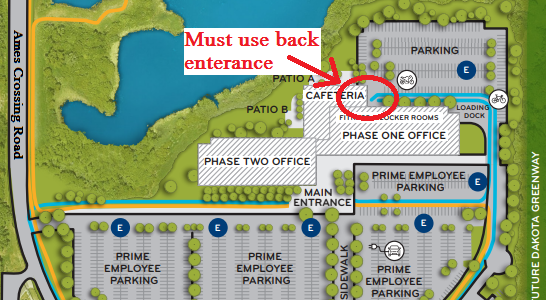 Ames Crossing Road
Must use back
enterance
PARKING
E
PATIO A
CAFETERIA
PATIO B
LOADING
DOCK
LOCKER ROOMS
PHASE ONE OFFICE
PHASE TWO OFFICE
PRIME EMPLOYEE
PARKING
E
MAIN
ENTRANCE
E
E
E
E
PRIME
EMPLOYEE
PARKING
PRIME
EMPLOYEE
PARKING
SIDEWALK
PRIME
EMPLOYEE
PARKING
FUTURE DAKOTA GREENWAY